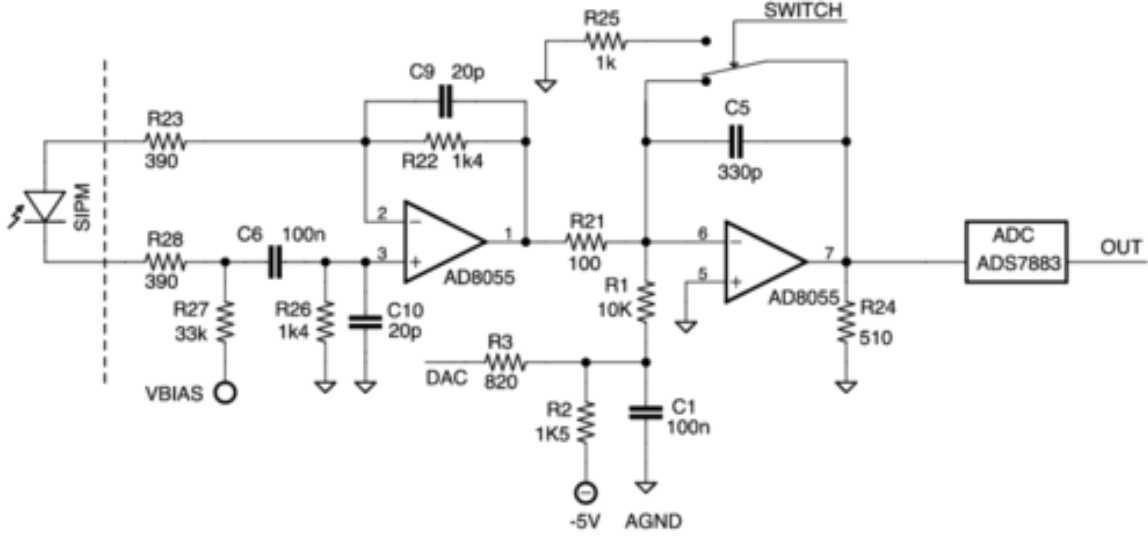 SWITCH
R25
1k
C9 20p
R23
390
R22 1k4
C5
330p
SIPM
2
−
1
3
+
AD8055
R28
390
C6 100n
R21
100
6
−
7
5
+
AD8055
ADC
ADS7883
OUT
R27
33k
R26
1k4
C10
20p
R1
10K
R24
510
VBIAS
DAC
R3
820
R2
1K5
C1
100n
-5V
AGND